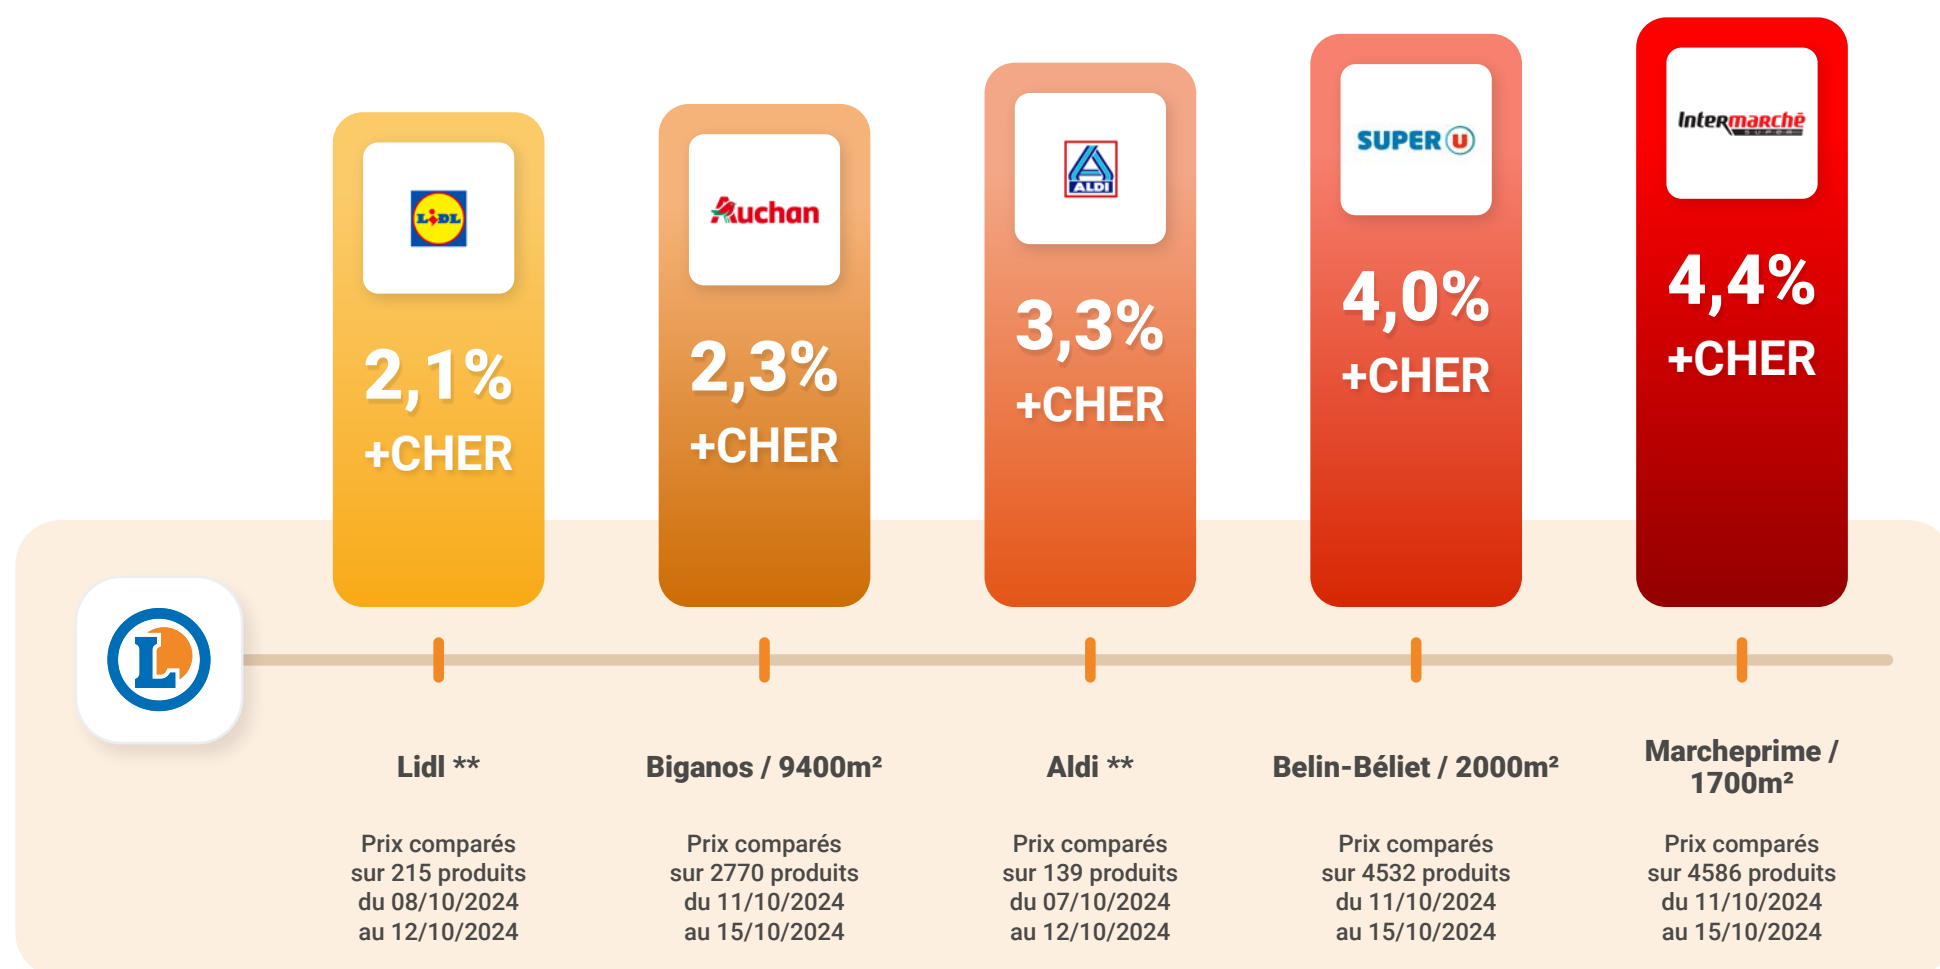 LIDL
2,1%
+CHER
Auchan
2,3%
+CHER
ALDI
3,3%
+CHER
SUPER U
4,0%
+CHER
Intermarchē
SUPER
4,4%
+CHER
L
Lidl **
Prix comparés
sur 215 produits
du 08/10/2024
au 12/10/2024
Biganos / 9400m²
Prix comparés
sur 2770 produits
du 11/10/2024
au 15/10/2024
Aldi **
Prix comparés
sur 139 produits
du 07/10/2024
au 12/10/2024
Belin-Béliet / 2000m²
Prix comparés
sur 4532 produits
du 11/10/2024
au 15/10/2024
Marcheprime /
1700m²
Prix comparés
sur 4586 produits
du 11/10/2024
au 15/10/2024